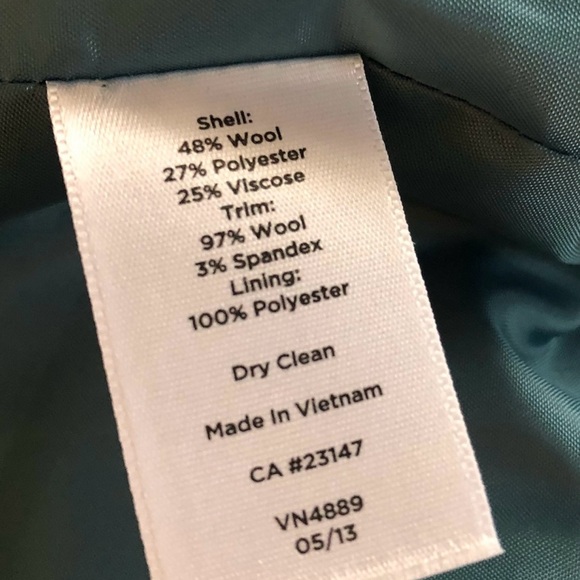 Shell:
48% Wool
27% Polyester
25% Viscose
Trim:
97% Wool
3% Spandex
Lining:
100% Polyester
Dry Clean
Made In Vietnam
CA #23147
VN4889
05/13